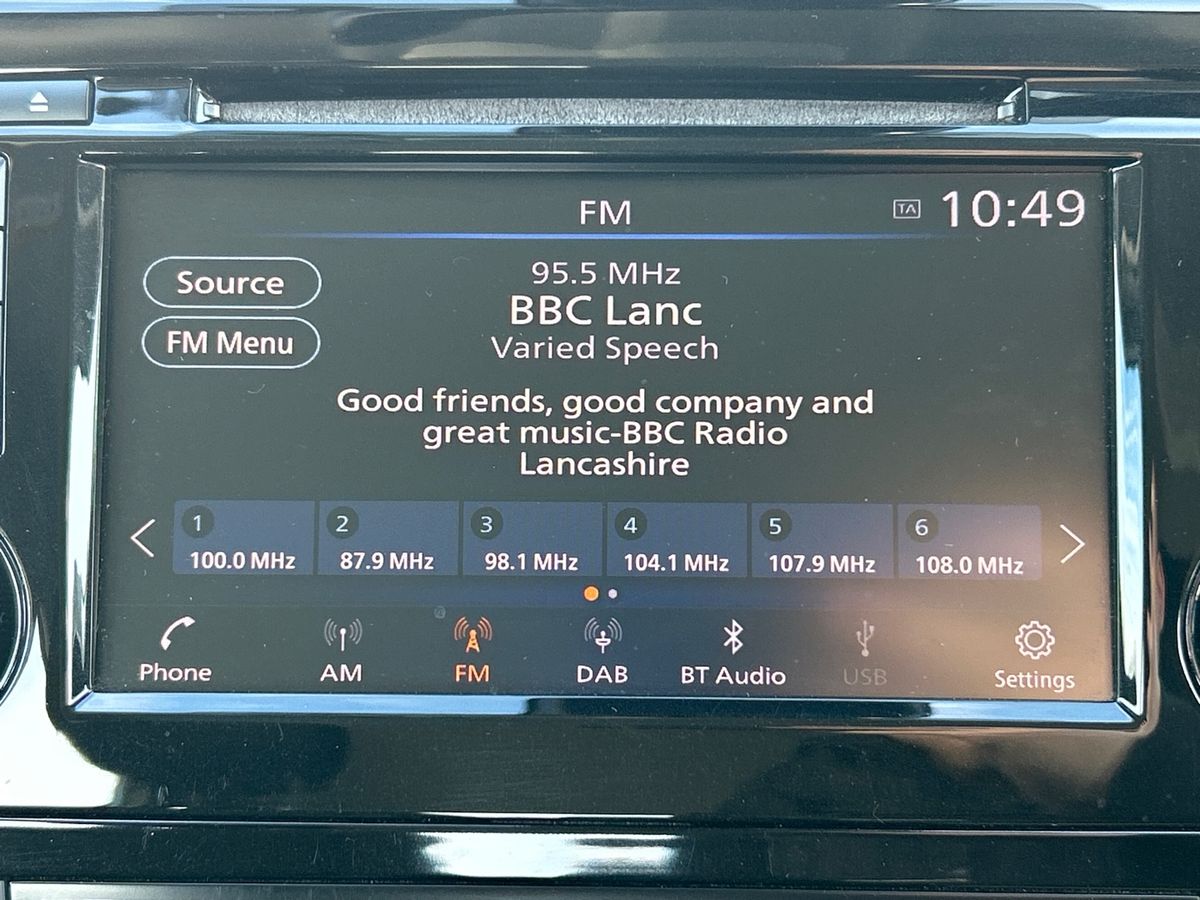 FM
TA 10:49
Source
FM Menu
95.5 MHz
BBC Lanc
Varied Speech
Good friends, good company and
great music-BBC Radio
Lancashire
1 2 3 4 5 6
100.0 MHz 87.9 MHz 98.1 MHz 104.1 MHz 107.9 MHz 108.0 MHz
Phone AM FM DAB BT Audio USB Settings